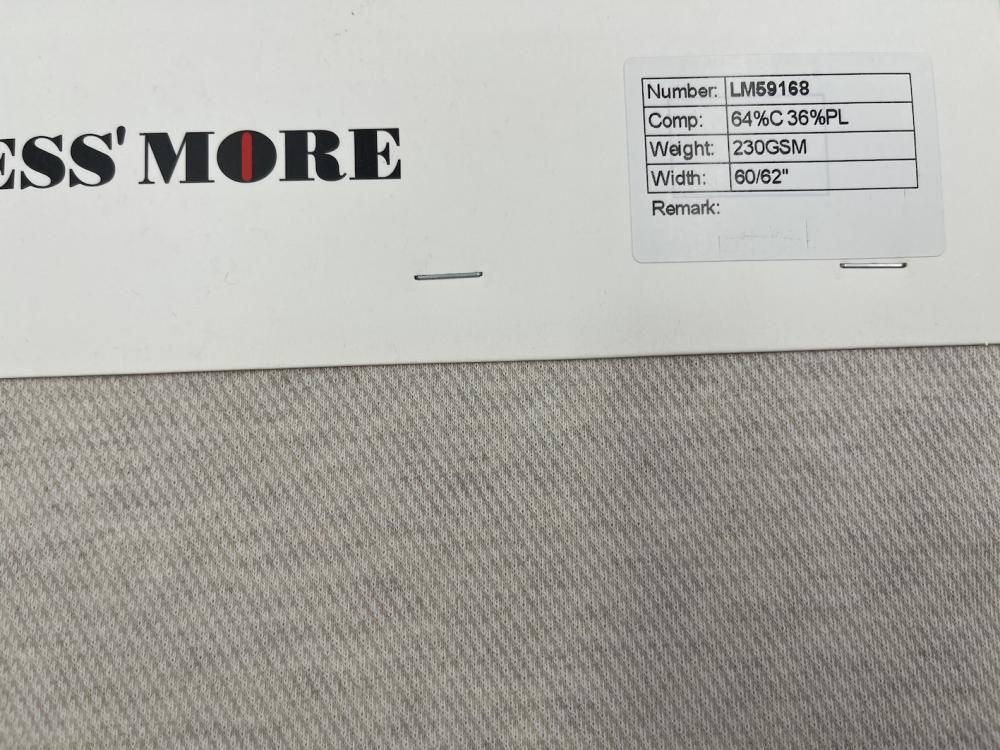 ESS' MORE
Number: LM59168
Comp: 64%C 36%PL
Weight: 230GSM
Width: 60/62"
Remark: